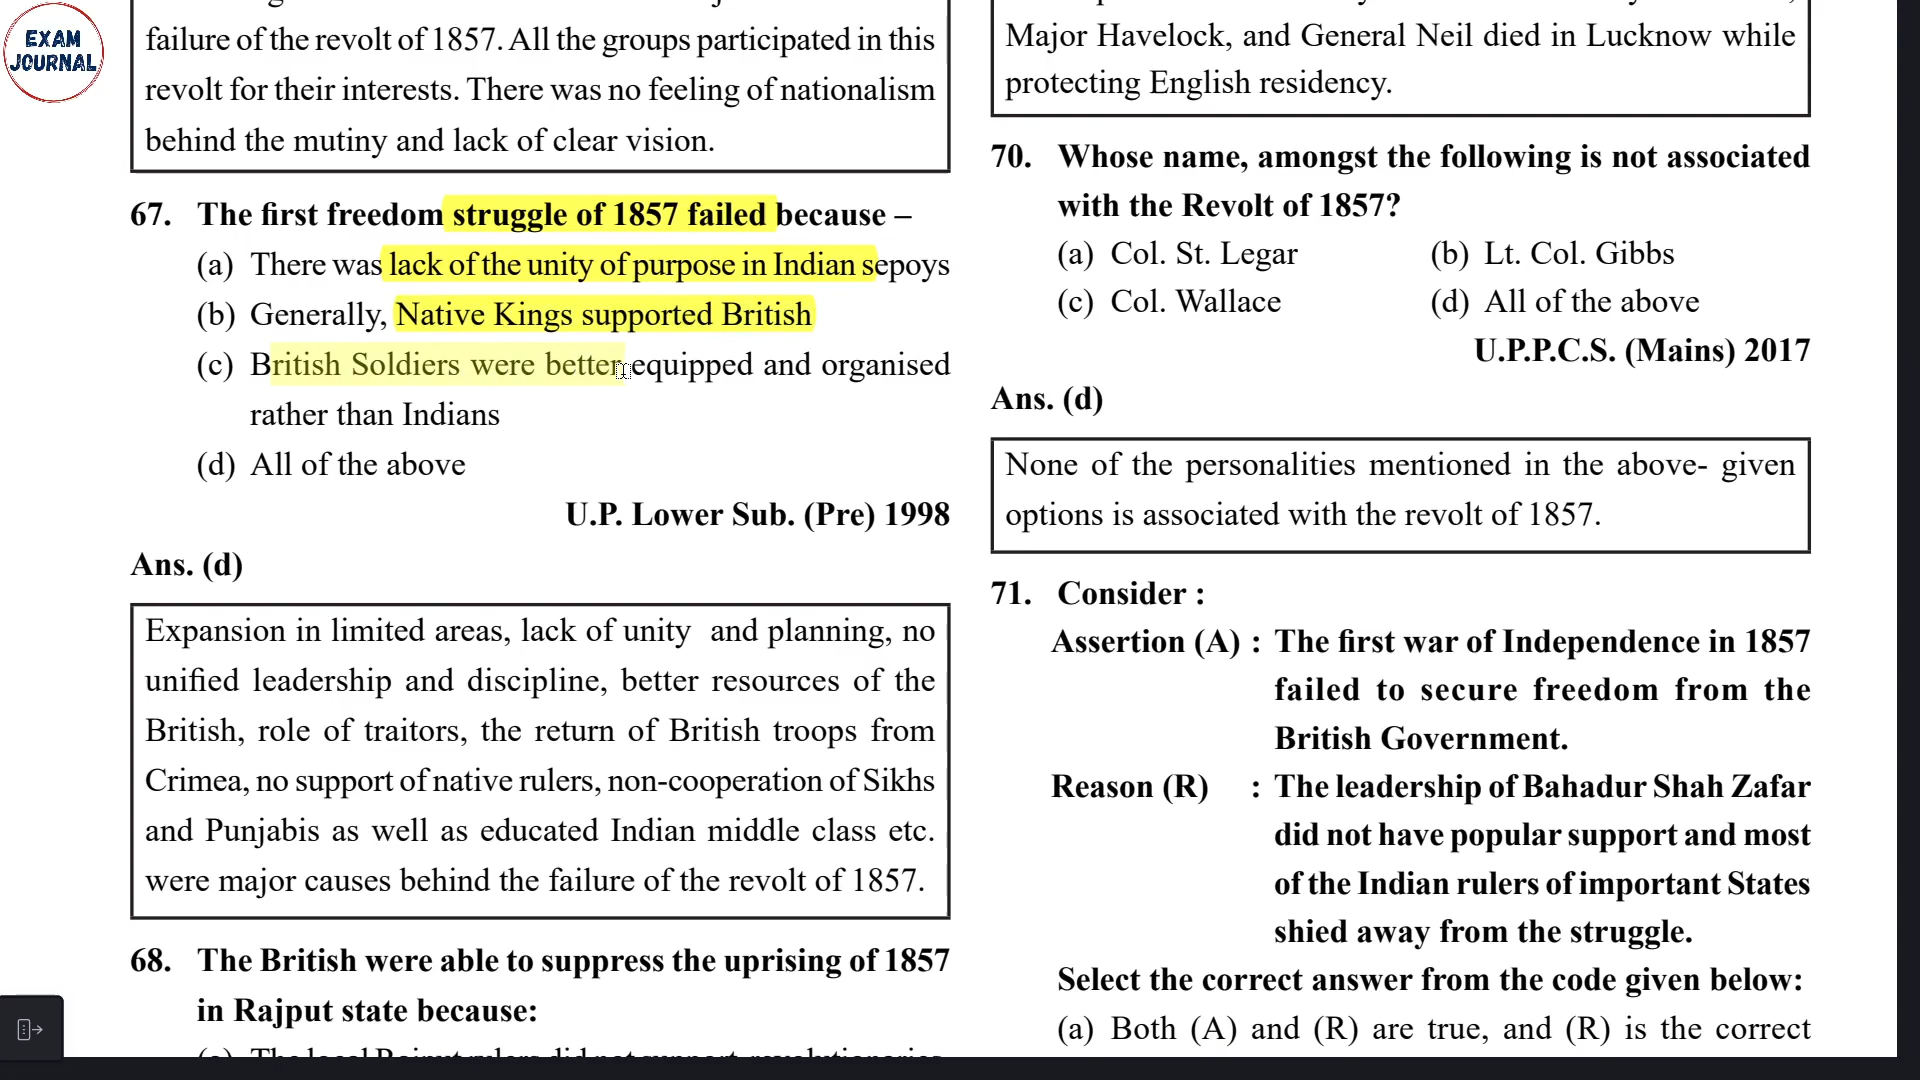 EXAM
JOURNAL
failure of the revolt of 1857. All the groups participated in this
revolt for their interests. There was no feeling of nationalism
behind the mutiny and lack of clear vision.
67. The first freedom struggle of 1857 failed because –
(a) There was lack of the unity of purpose in Indian sepoys
(b) Generally, Native Kings supported British
(c) British Soldiers were better equipped and organised
rather than Indians
(d) All of the above
U.P. Lower Sub. (Pre) 1998
Ans. (d)
Expansion in limited areas, lack of unity and planning, no
unified leadership and discipline, better resources of the
British, role of traitors, the return of British troops from
Crimea, no support of native rulers, non-cooperation of Sikhs
and Punjabis as well as educated Indian middle class etc.
were major causes behind the failure of the revolt of 1857.
68. The British were able to suppress the uprising of 1857
in Rajput state because:
(a) The local Rajput rulers did not support revolutionaries
Major Havelock, and General Neil died in Lucknow while
protecting English residency.
70. Whose name, amongst the following is not associated
with the Revolt of 1857?
(a) Col. St. Legar (b) Lt. Col. Gibbs
(c) Col. Wallace (d) All of the above
U.P.P.C.S. (Mains) 2017
Ans. (d)
None of the personalities mentioned in the above- given
options is associated with the revolt of 1857.
71. Consider :
Assertion (A) : The first war of Independence in 1857
failed to secure freedom from the
British Government.
Reason (R) : The leadership of Bahadur Shah Zafar
did not have popular support and most
of the Indian rulers of important States
shied away from the struggle.
Select the correct answer from the code given below:
(a) Both (A) and (R) are true, and (R) is the correct